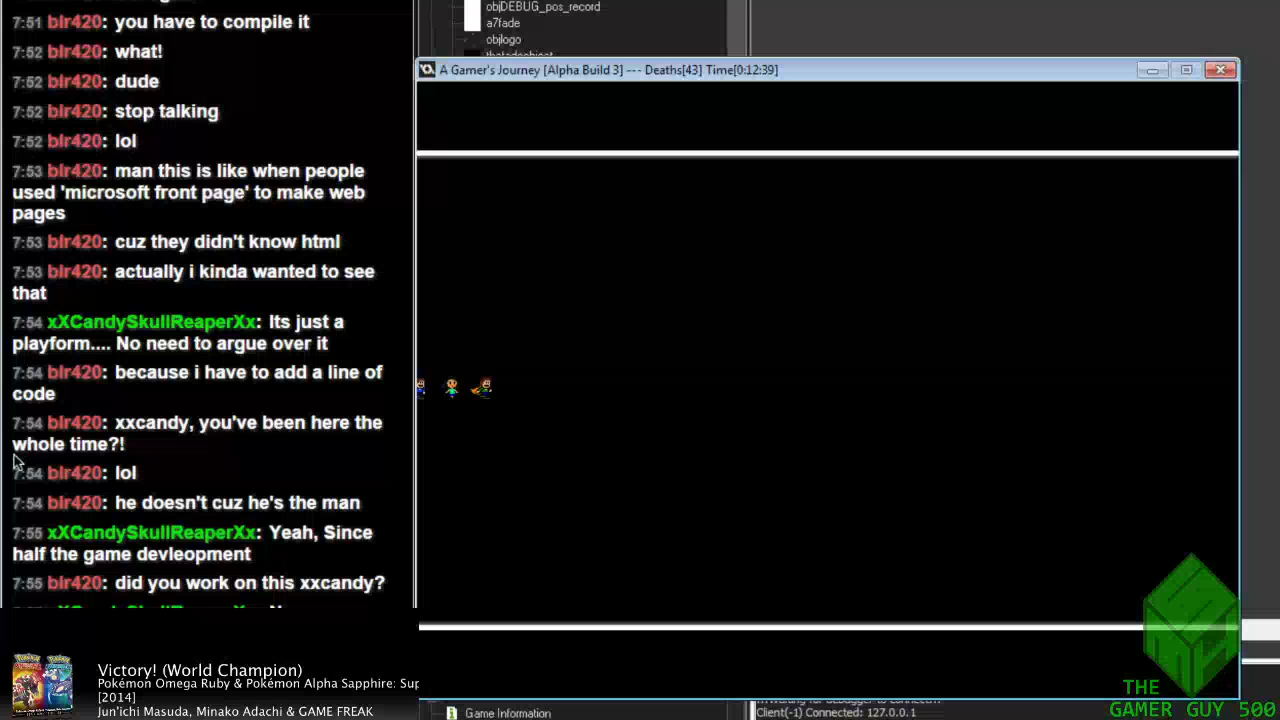 7:51 blr420: you have to compile it
7:52 blr420: what!
7:52 blr420: dude
7:52 blr420: stop talking
7:52 blr420: lol
7:53 blr420: man this is like when people
used 'microsoft front page' to make web
pages
7:53 blr420: cuz they didn't know html
7:53 blr420: actually i kinda wanted to see
that
7:54 xXCandySkullReaperXx: Its just a
playform.... No need to argue over it
7:54 blr420: because i have to add a line of
code
7:54 blr420: xxcandy, you've been here the
whole time?!
7:54 blr420: lol
7:54 blr420: he doesn't cuz he's the man
7:55 xXCandySkullReaperXx: Yeah, Since
half the game devleopment
7:55 blr420: did you work on this xxcandy?
objDEBUG_pos_record
a7fade
objlogo
A Gamer's Journey [Alpha Build 3] --- Deaths[43] Time[0:12:39]
Victory! (World Champion)
Pokémon Omega Ruby & Pokémon Alpha Sapphire: Sup
[2014]
Jun'ichi Masuda, Minako Adachi & GAME FREAK
Game Information
Client(-1) Connected: 127.0.0.1
THE
GAMER GUY 500